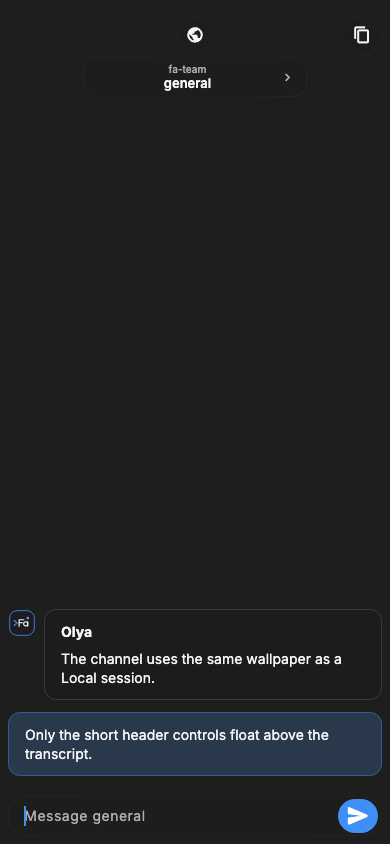 fa-team
general
>Fa
Olya
The channel uses the same wallpaper as a
Local session.
Only the short header controls float above the
transcript.
Message general